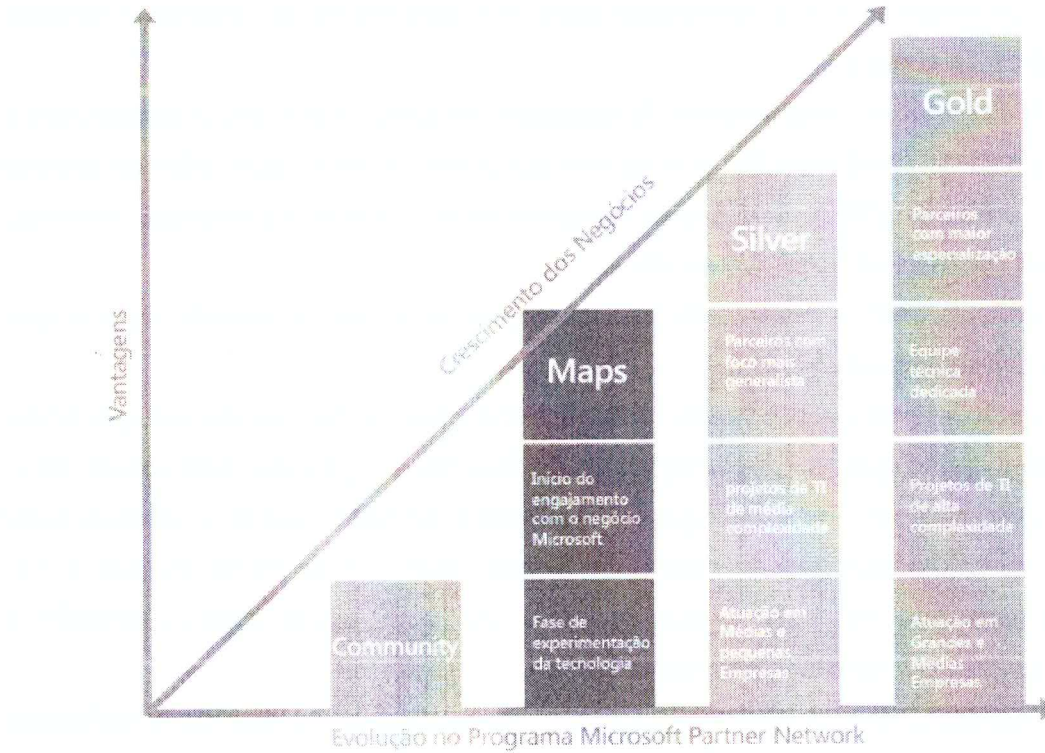 Vantagens
Crescimento dos Negócios
Community
Maps
Início do
engajamento
com o negócio
Microsoft
Fase de
experimentação
da tecnologia
Silver
Parceiros com
foco mais
generalista
projetos de TI
de média
complexidade
Atuação em
Médias e
pequenas
Empresas
Gold
Parceiros
com maior
especialização
Equipe
técnica
dedicada
Projetos de TI
de alta
complexidade
Atuação em
Grandes e
Médias
Empresas
Evolução no Programa Microsoft Partner Network